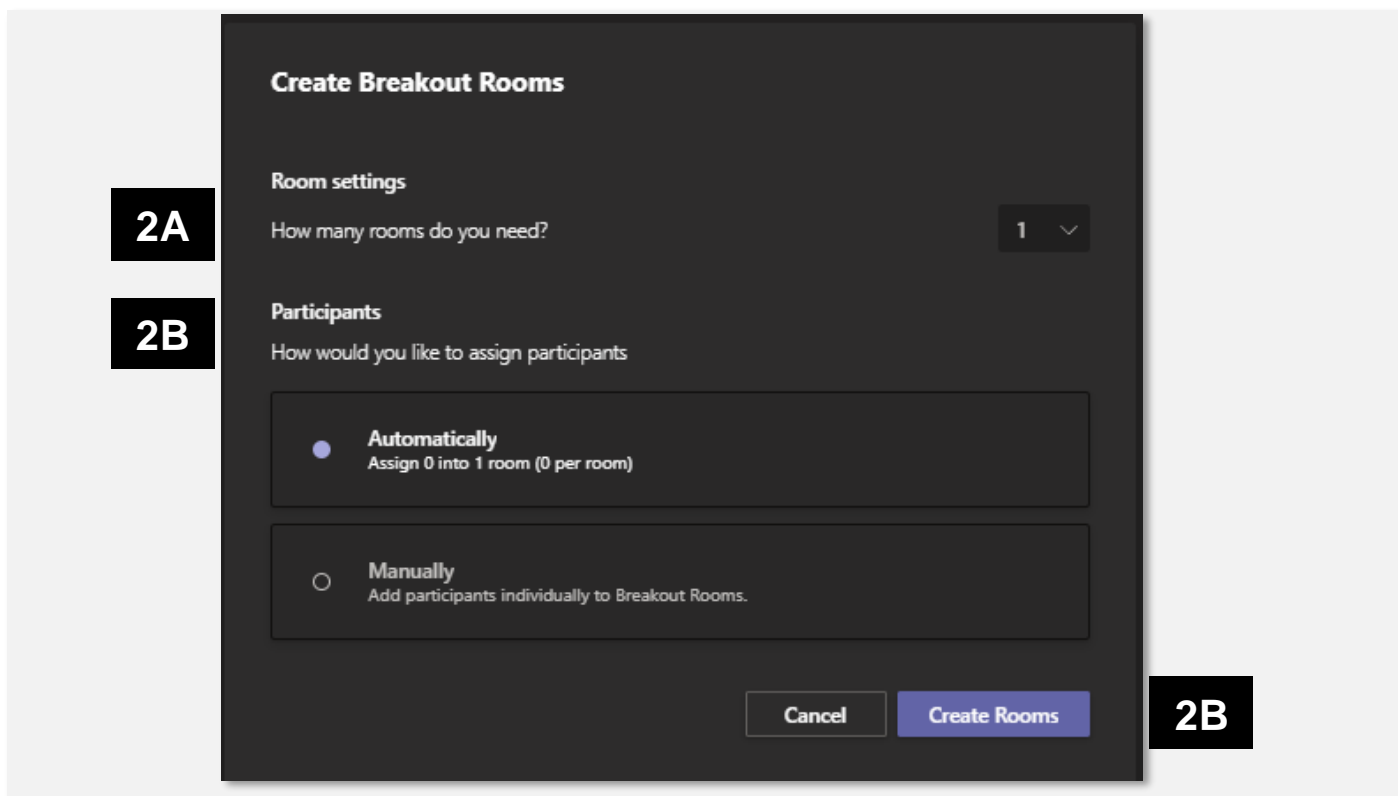 Create Breakout Rooms
Room settings
2A
How many rooms do you need?
1
Participants
2B
How would you like to assign participants
Automatically
Assign 0 into 1 room (0 per room)
Manually
Add participants individually to Breakout Rooms.
Cancel
Create Rooms
2B